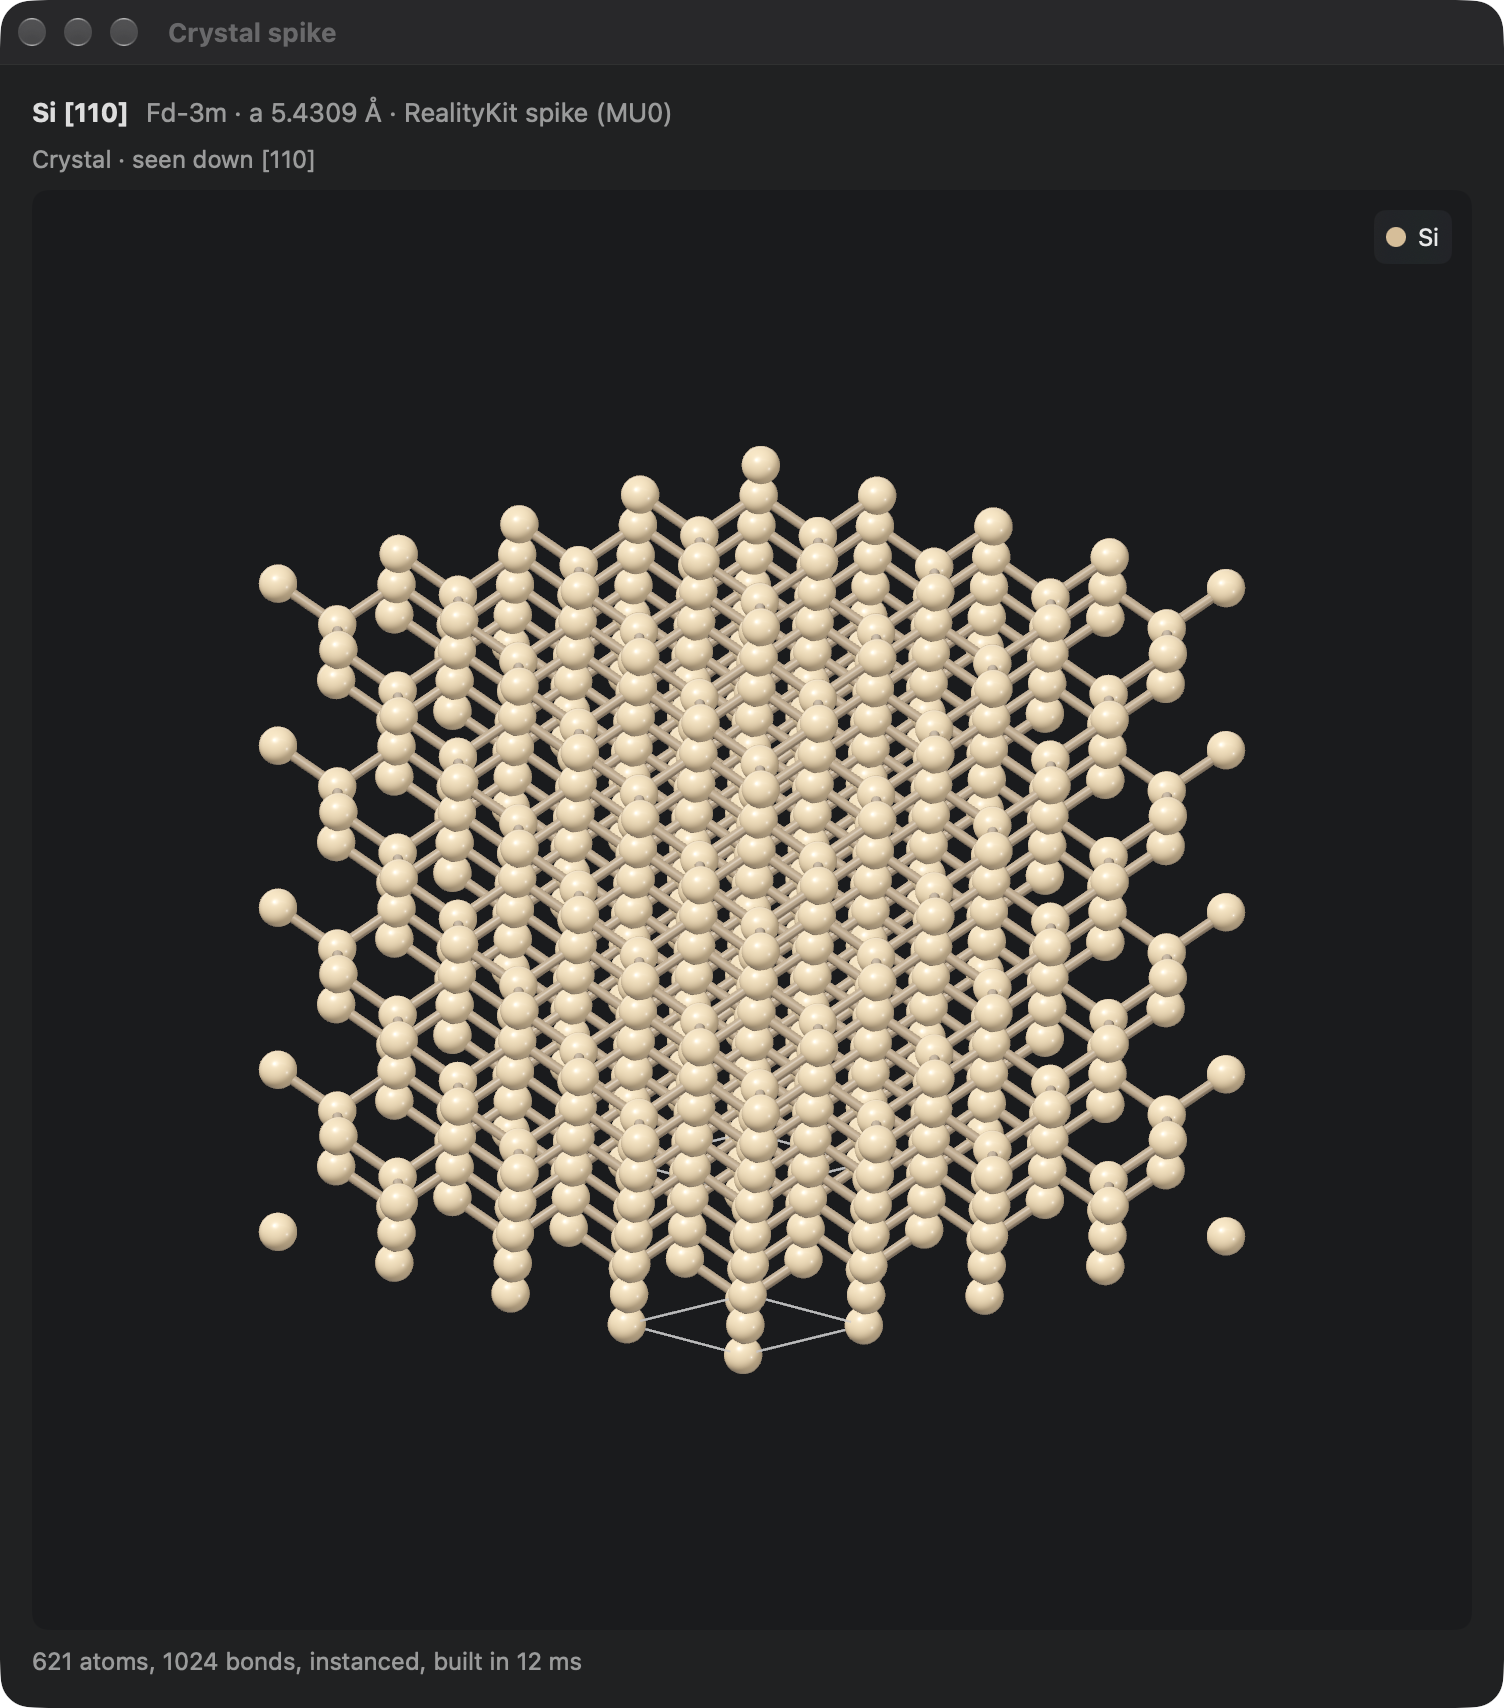 Crystal spike
Si [110] Fd-3m · a 5.4309 Å · RealityKit spike (MU0)
Crystal · seen down [110]
Si
621 atoms, 1024 bonds, instanced, built in 12 ms